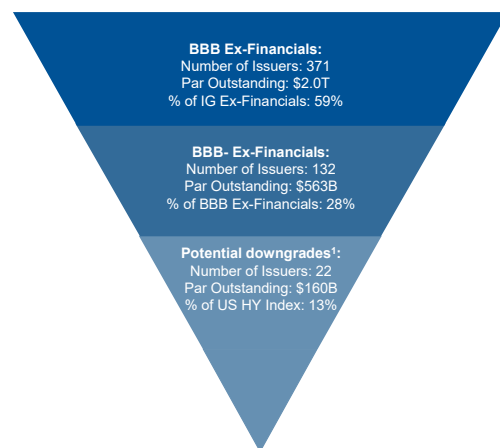 BBB Ex-Financials:
Number of Issuers: 371
Par Outstanding: $2.0T
% of IG Ex-Financials: 59%
BBB- Ex-Financials:
Number of Issuers: 132
Par Outstanding: $563B
% of BBB Ex-Financials: 28%
Potential downgrades¹:
Number of Issuers: 22
Par Outstanding: $160B
% of US HY Index: 13%